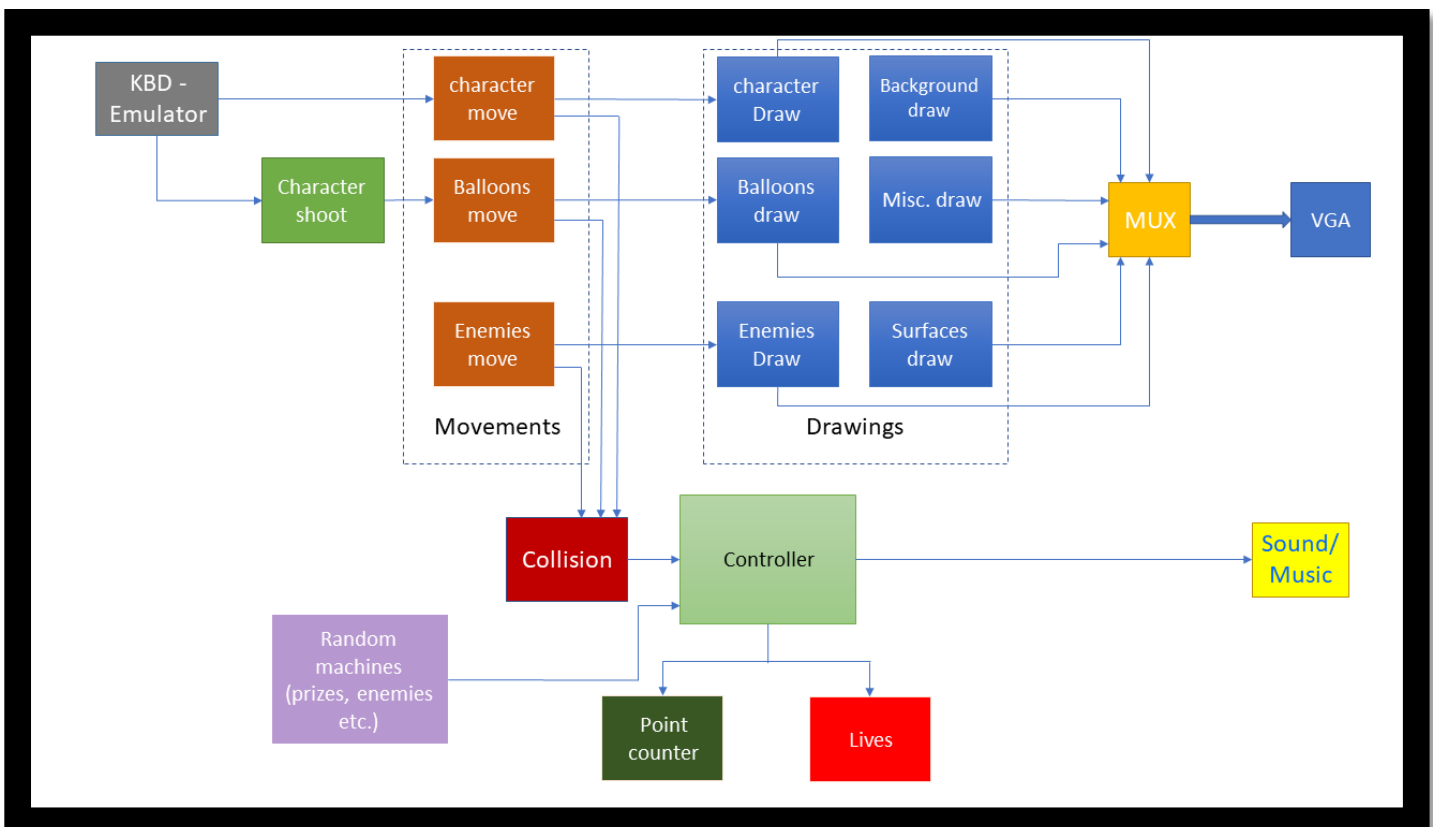 KBD -
Emulator
Character
shoot
character
move
Balloons
move
Enemies
move
Movements
character
Draw
Background
draw
Balloons
draw
Misc. draw
Enemies
Draw
Surfaces
draw
Drawings
MUX
VGA
Collision
Controller
Sound/
Music
Random
machines
(prizes, enemies
etc.)
Point
counter
Lives